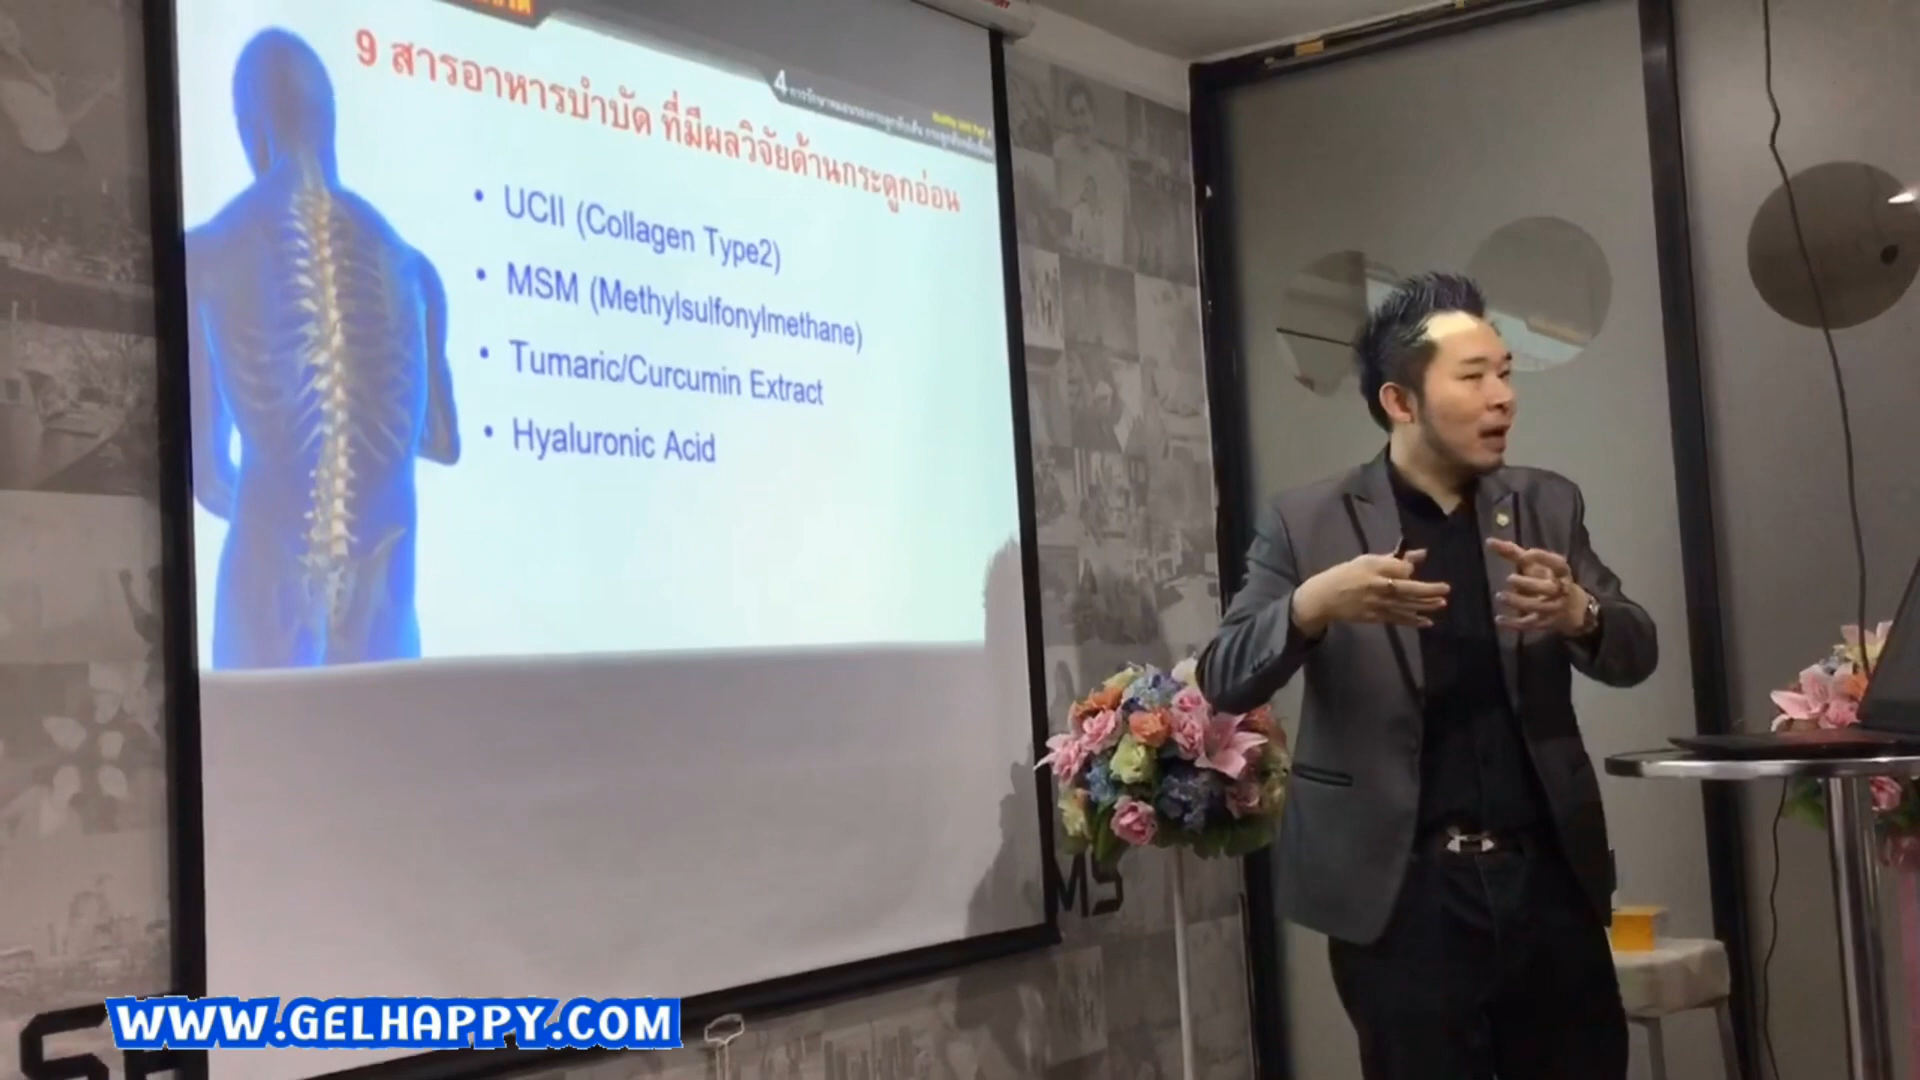 9 สารอาหารบำบัด ที่มีผลวิจัยด้านกระดูกอ่อน
• UCII (Collagen Type2)
• MSM (Methylsulfonylmethane)
• Tumaric/Curcumin Extract
• Hyaluronic Acid
4
MS
WWW.GELHAPPY.COM